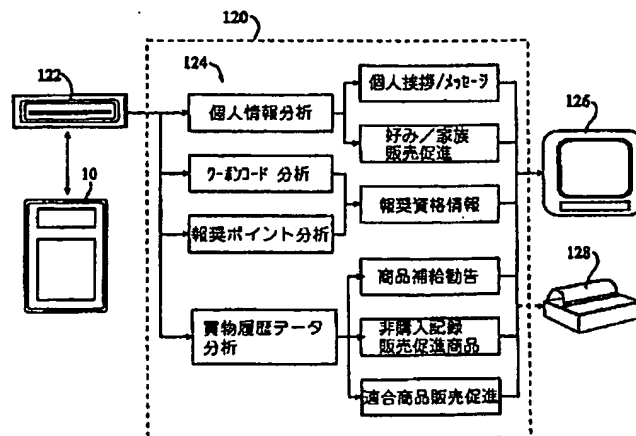 120
122
124
個人情報分析
個人挨拶/メッセージ
126
好み/家族
販売促進
10
クーポンコード 分析
報奨ポイント分析
報奨資格情報
商品補給勧告
128
買物履歴データ
分析
非購入記録
販売促進商品
適合商品販売促進